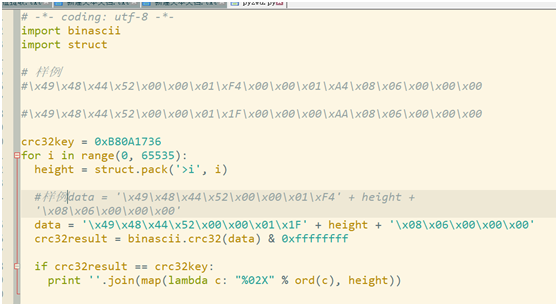 # -*- coding: utf-8 -*-
import binascii
import struct
# 样例
#\x49\x48\x44\x52\x00\x00\x01\xF4\x00\x00\x01\xA4\x08\x06\x00\x00\x00
#\x49\x48\x44\x52\x00\x00\x01\x1F\x00\x00\x00\xAA\x08\x06\x00\x00\x00
crc32key = 0xB80A1736
for i in range(0, 65535):
height = struct.pack('>i', i)
#样例data = '\x49\x48\x44\x52\x00\x00\x01\xF4' + height +
'\x08\x06\x00\x00\x00'
data = '\x49\x48\x44\x52\x00\x00\x01\x1F' + height + '\x08\x06\x00\x00\x00'
crc32result = binascii.crc32(data) & 0xffffffff
if crc32result == crc32key:
print ''.join(map(lambda c: "%02X" % ord(c), height))